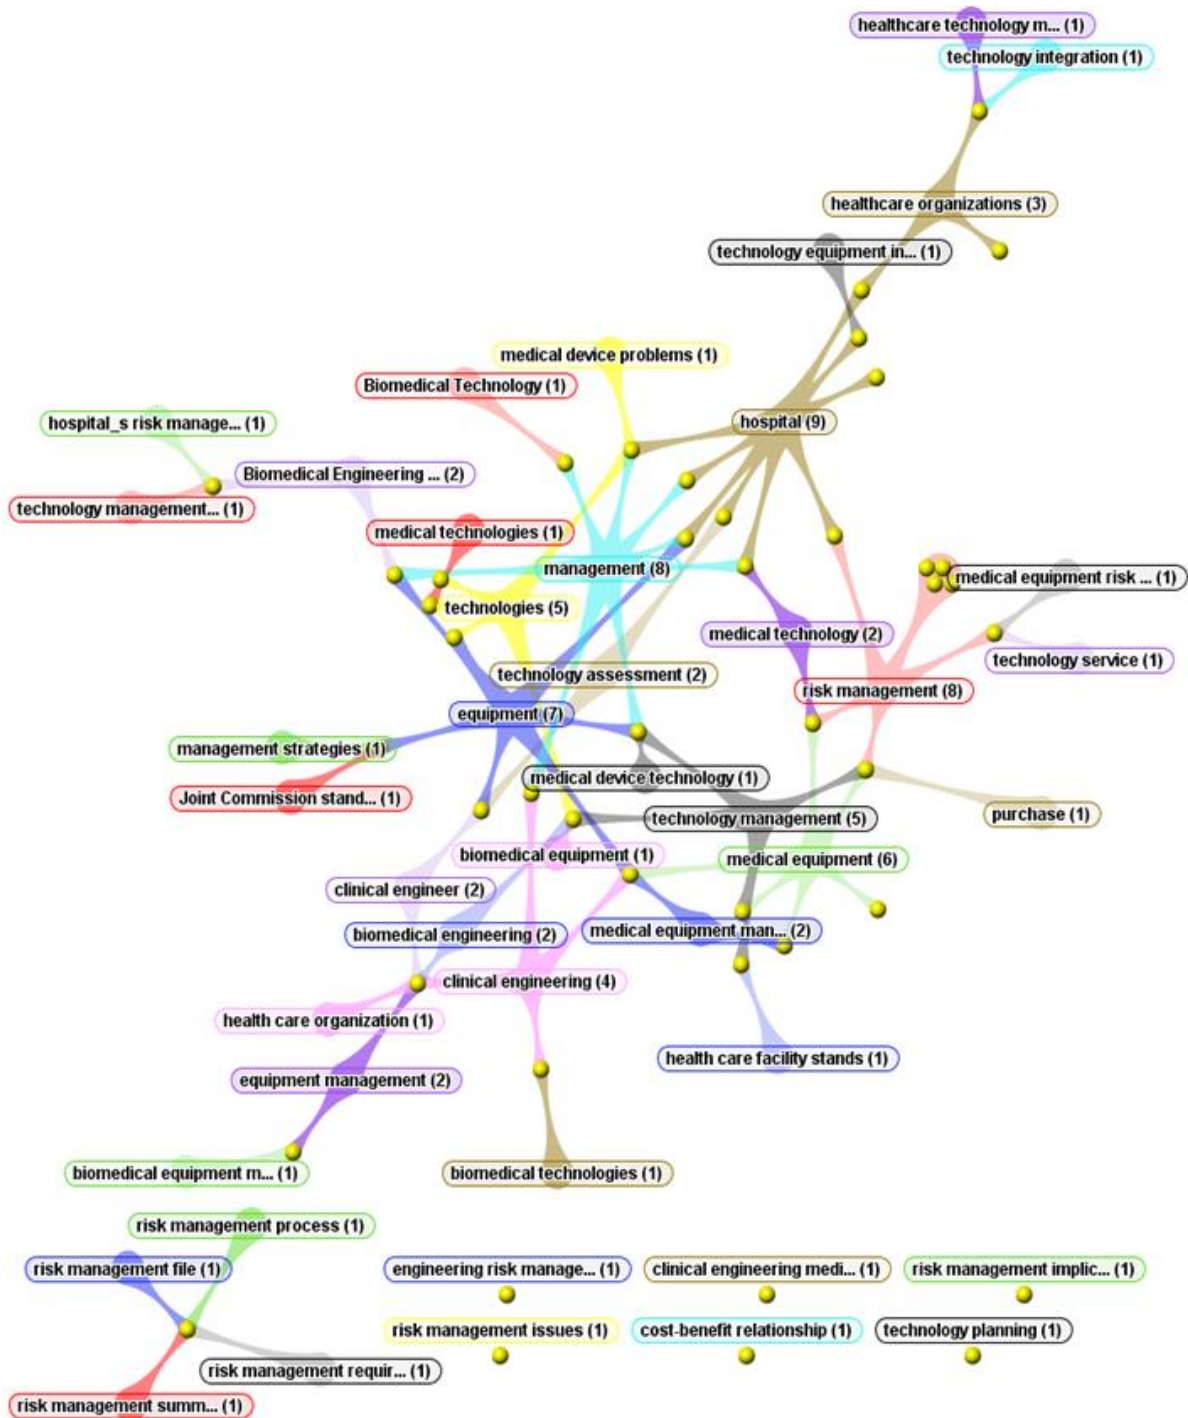 healthcare technology m... (1)
technology integration (1)
healthcare organizations (3)
technology equipment in... (1)
medical device problems (1)
Biomedical Technology (1)
hospital_s risk manage... (1)
hospital (9)
Biomedical Engineering ... (2)
technology management... (1)
medical technologies (1)
management (8)
medical equipment risk ... (1)
technologies (5)
medical technology (2)
technology service (1)
technology assessment (2)
risk management (8)
equipment (7)
management strategies (1)
medical device technology (1)
Joint Commission stand... (1)
technology management (5)
purchase (1)
biomedical equipment (1)
medical equipment (6)
clinical engineer (2)
biomedical engineering (2)
medical equipment man... (2)
clinical engineering (4)
health care organization (1)
health care facility stands (1)
equipment management (2)
biomedical equipment m... (1)
biomedical technologies (1)
risk management process (1)
risk management file (1)
engineering risk manage... (1)
clinical engineering medi... (1)
risk management implic... (1)
risk management issues (1)
cost-benefit relationship (1)
technology planning (1)
risk management requir... (1)
risk management summ... (1)